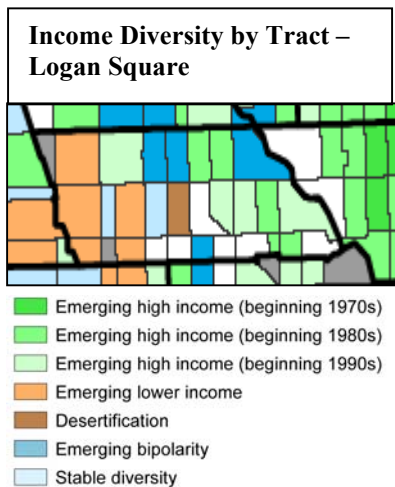 Income Diversity by Tract –
Logan Square
Emerging high income (beginning 1970s)
Emerging high income (beginning 1980s)
Emerging high income (beginning 1990s)
Emerging lower income
Desertification
Emerging bipolarity
Stable diversity